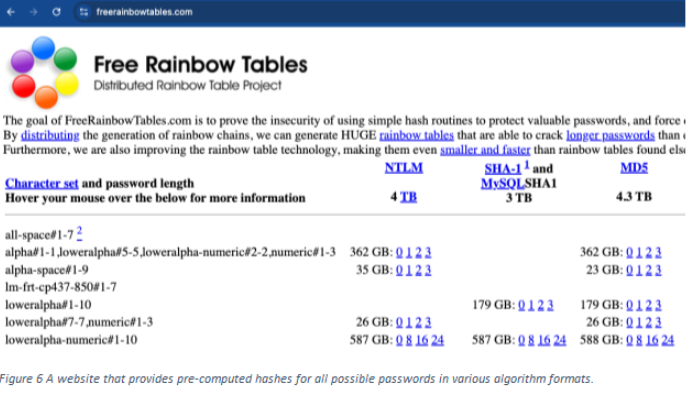 freerainbowtables.com
Free Rainbow Tables
Distributed Rainbow Table Project
The goal of FreeRainbowTables.com is to prove the insecurity of using simple hash routines to protect valuable passwords, and force
By distributing the generation of rainbow chains, we can generate HUGE rainbow tables that are able to crack longer passwords than
Furthermore, we are also improving the rainbow table technology, making them even smaller and faster than rainbow tables found else
NTLM SHA-1 1 and MD5
Character set and password length MySQLSHA1
Hover your mouse over the below for more information 4 TB 3 TB 4.3 TB
all-space#1-7 2
alpha#1-1,loweralpha#5-5,loweralpha-numeric#2-2,numeric#1-3 362 GB: 0 1 2 3 362 GB: 0 1 2 3
alpha-space#1-9 35 GB: 0 1 2 3 23 GB: 0 1 2 3
lm-frt-cp437-850#1-7
loweralpha#1-10 179 GB: 0 1 2 3 179 GB: 0 1 2 3
loweralpha#7-7,numeric#1-3 26 GB: 0 1 2 3 26 GB: 0 1 2 3
loweralpha-numeric#1-10 587 GB: 0 8 16 24 587 GB: 0 8 16 24 588 GB: 0 8 16 24
Figure 6 A website that provides pre-computed hashes for all possible passwords in various algorithm formats.